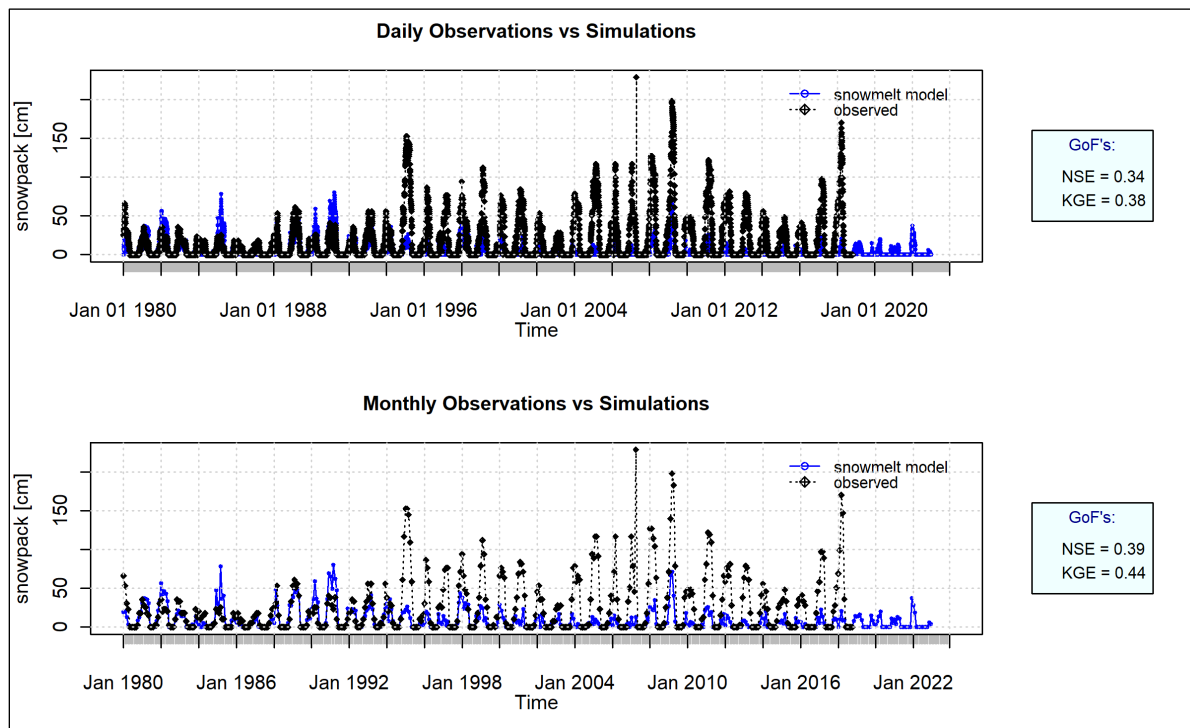 Daily Observations vs Simulations
snowpack [cm]
150
50
0
snowmelt model
observed
Jan 01 1980
Jan 01 1988
Jan 01 1996
Jan 01 2004
Jan 01 2012
Jan 01 2020
Time
GoF's:
NSE = 0.34
KGE = 0.38
Monthly Observations vs Simulations
snowpack [cm]
150
50
0
snowmelt model
observed
Jan 1980
Jan 1986
Jan 1992
Jan 1998
Jan 2004
Jan 2010
Jan 2016
Jan 2022
Time
GoF's:
NSE = 0.39
KGE = 0.44